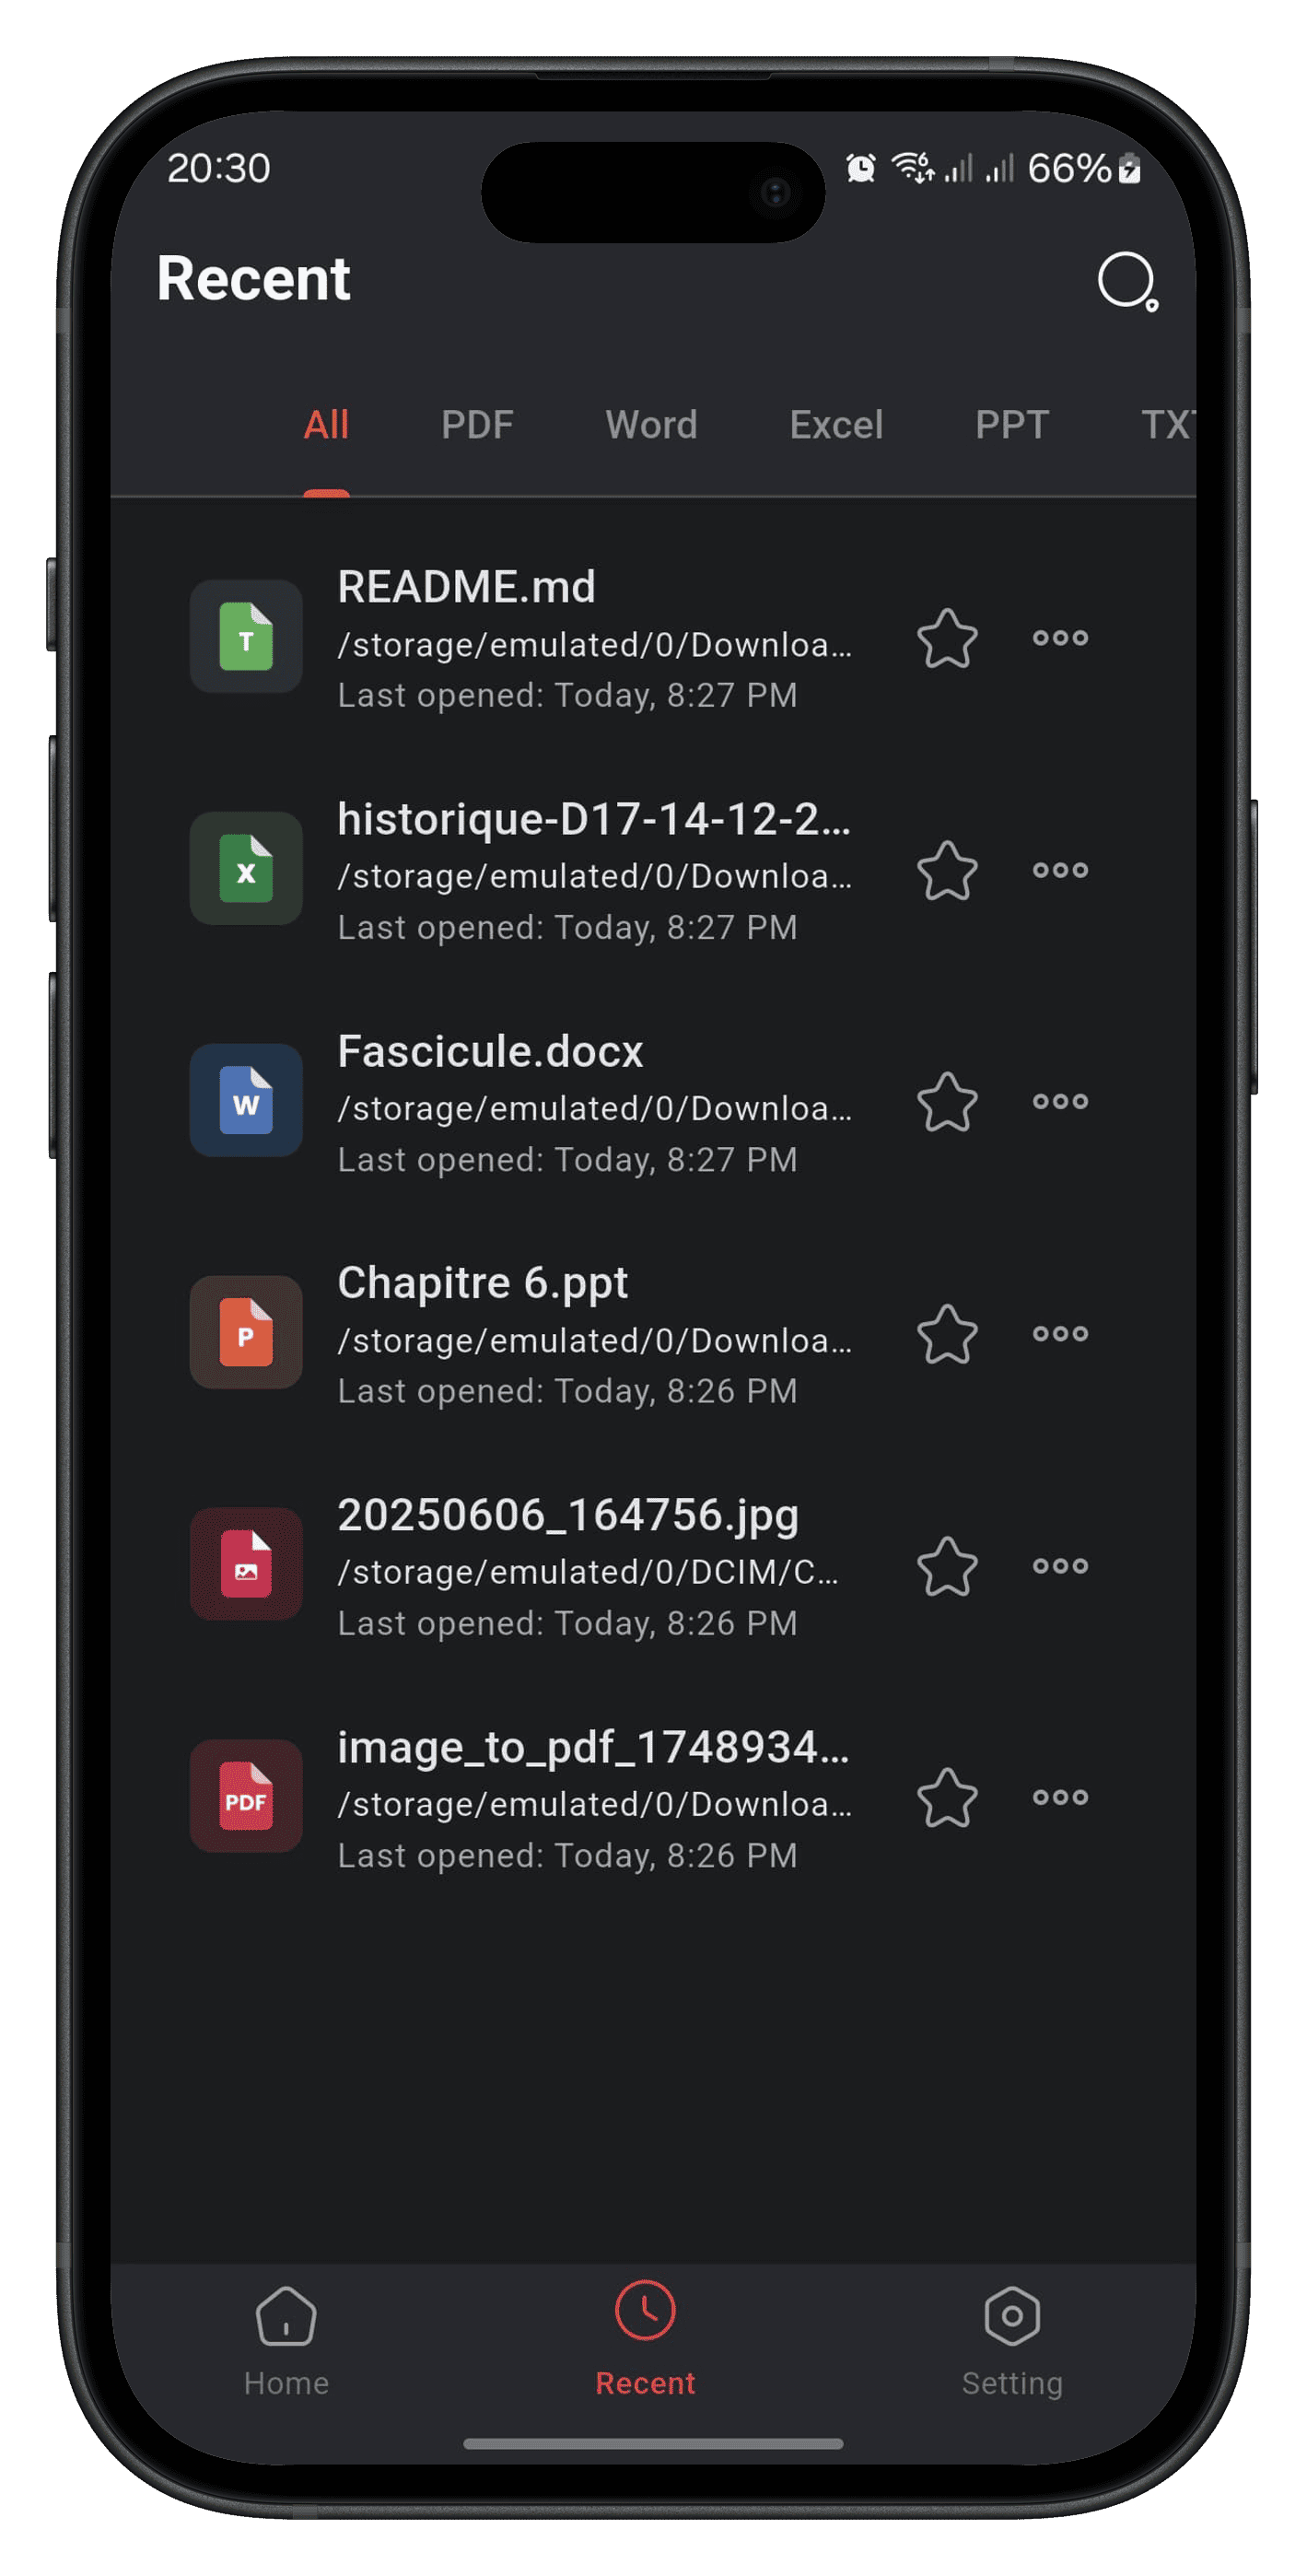 20:30
66%
Recent
All PDF Word Excel PPT TXT
T
README.md
/storage/emulated/0/Downloa...
Last opened: Today, 8:27 PM
X
historique-D17-14-12-2...
/storage/emulated/0/Downloa...
Last opened: Today, 8:27 PM
W
Fascicule.docx
/storage/emulated/0/Downloa...
Last opened: Today, 8:27 PM
P
Chapitre 6.ppt
/storage/emulated/0/Downloa...
Last opened: Today, 8:26 PM
20250606_164756.jpg
/storage/emulated/0/DCIM/C...
Last opened: Today, 8:26 PM
PDF
image_to_pdf_1748934...
/storage/emulated/0/Downloa...
Last opened: Today, 8:26 PM
Home Recent Setting